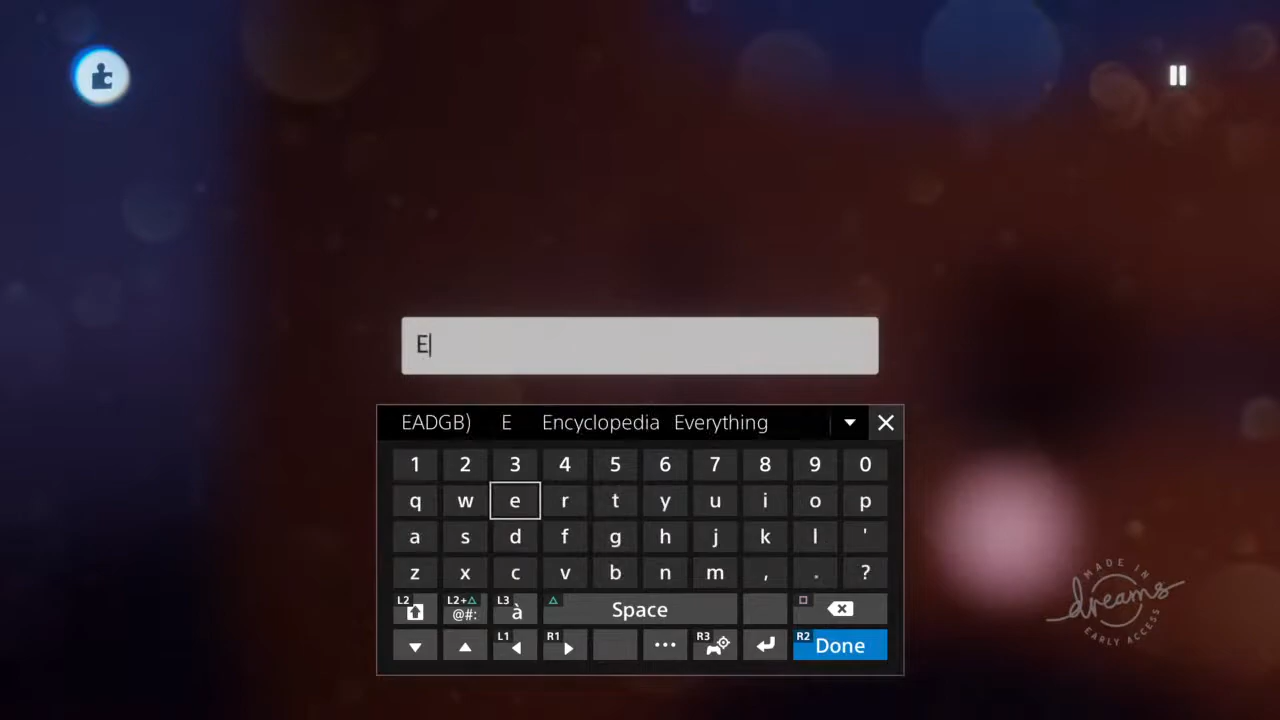 E
EADGB) E Encyclopedia Everything
1 2 3 4 5 6 7 8 9 0
q w e r t y u i o p
a s d f g h j k l '
z x c v b n m , . ?
L2 L2+△ @#: L3 à △ Space □
L1 R1 ... R3 R2 Done
MADE IN
dreams
EARLY ACCESS